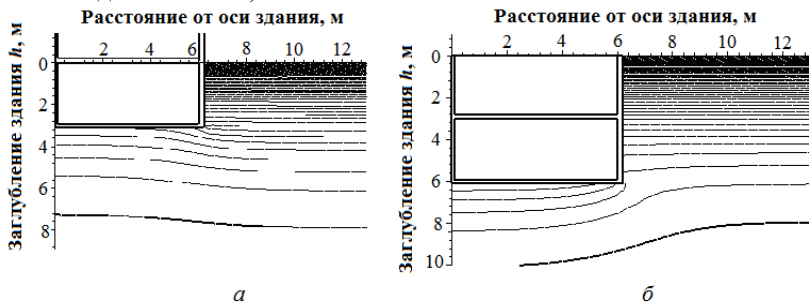 Расстояние от оси здания, м
2 4 6 8 10 12
Заглубление здания h, м
0
2
4
6
8
а
Расстояние от оси здания, м
2 4 6 8 10 12
Заглубление здания h, м
0
2
4
6
8
10
б